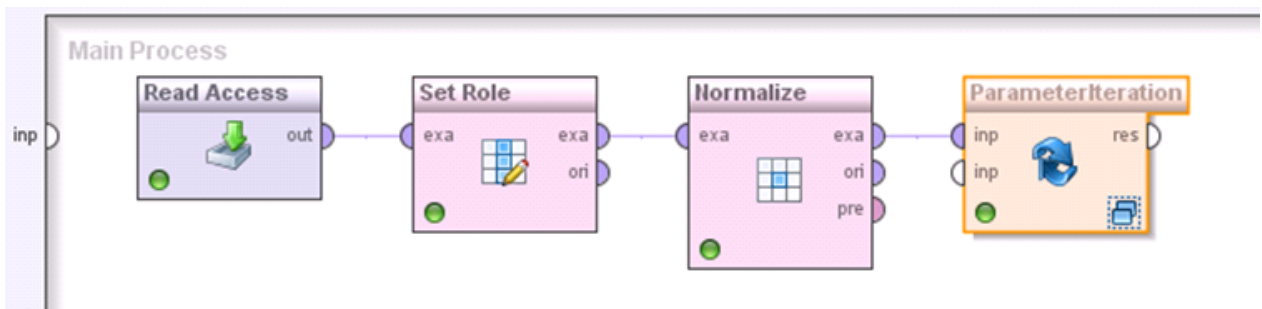 Main Process
Read Access
Set Role
Normalize
ParameterIteration
inp
out
exa
exa
exa
exa
inp
res
ori
ori
inp
pre